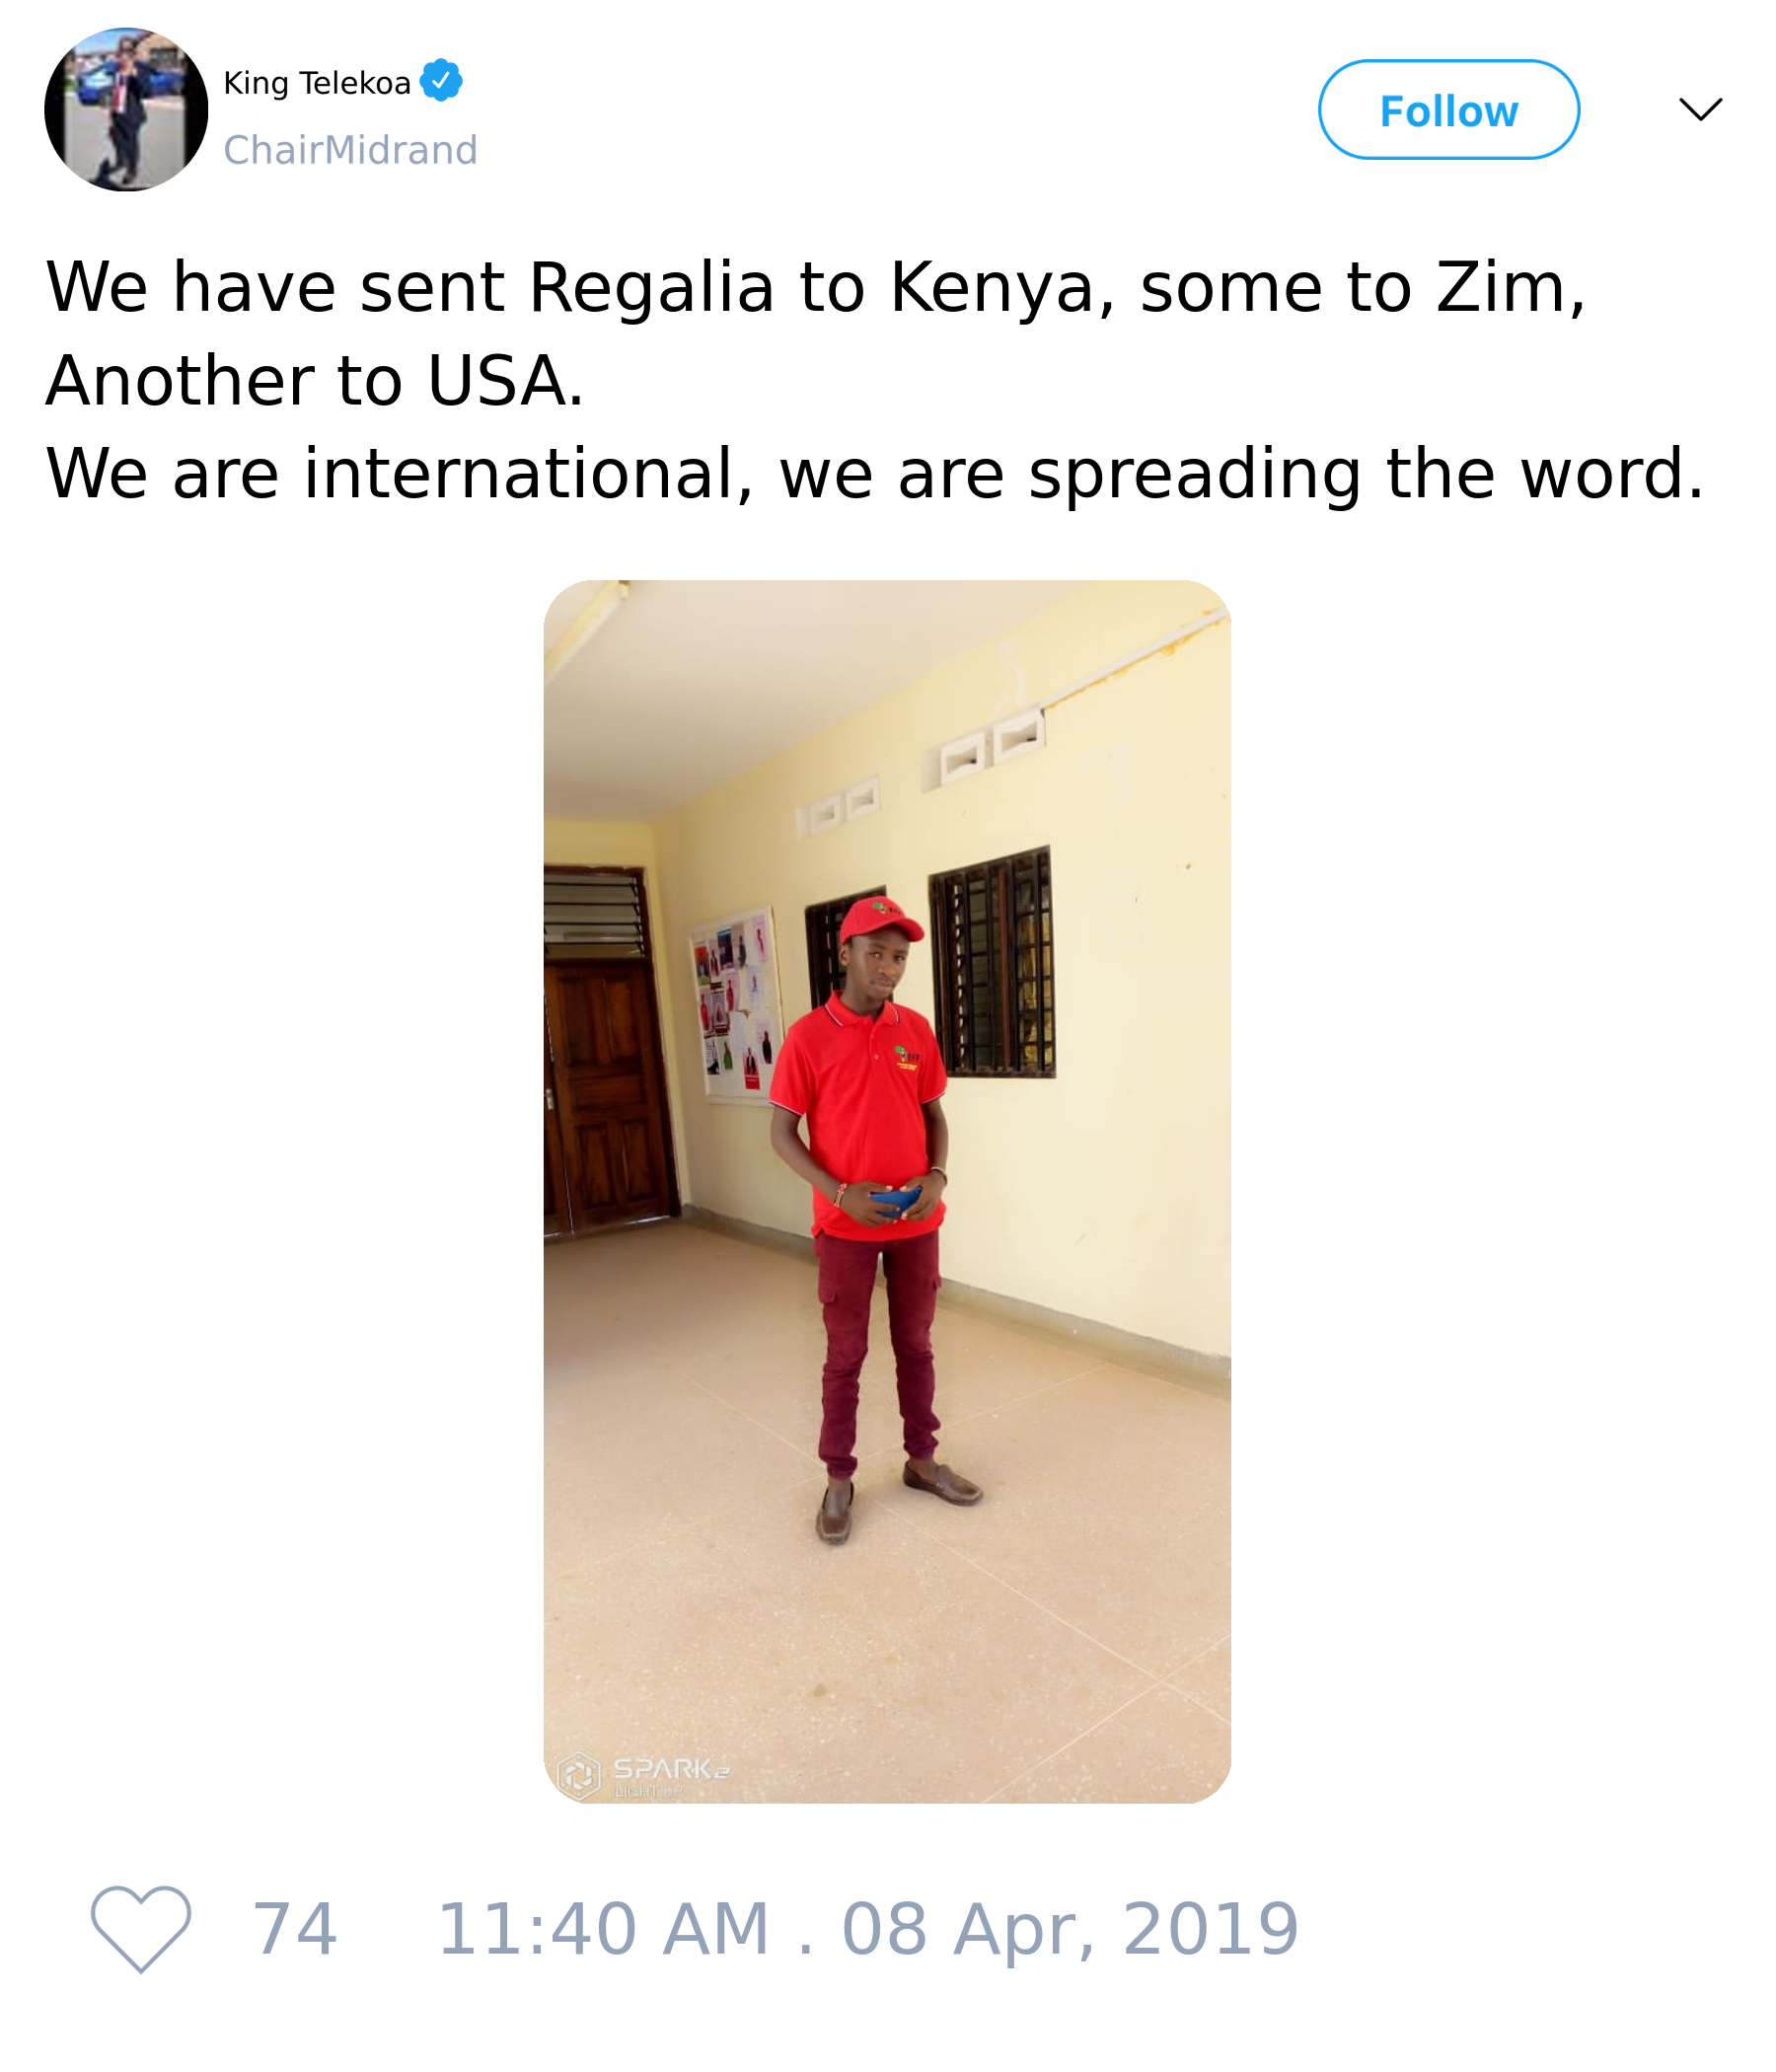 King Telekoa
ChairMidrand
Follow
We have sent Regalia to Kenya, some to Zim,
Another to USA.
We are international, we are spreading the word.
EFF
SPARK 2
LIGHT UP
74 11:40 AM . 08 Apr, 2019